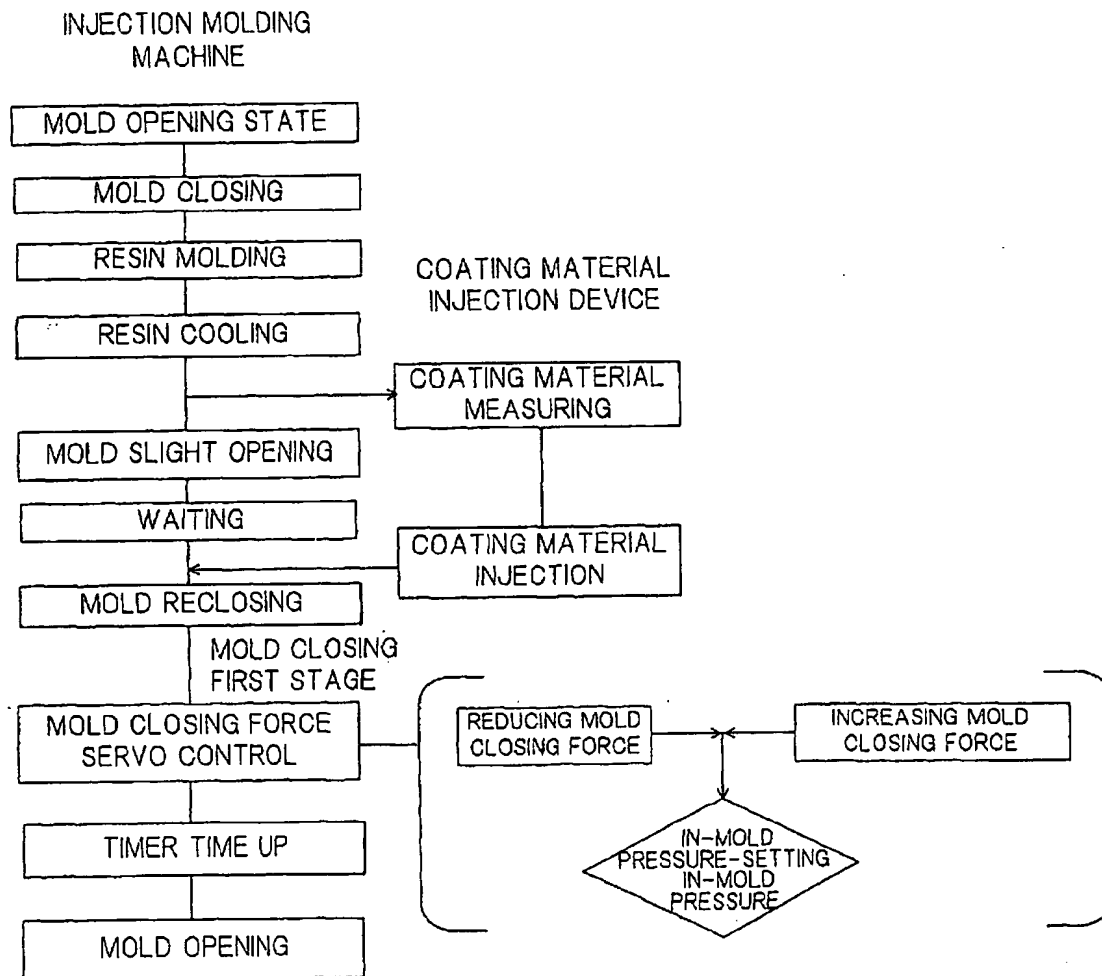 INJECTION MOLDING
MACHINE
MOLD OPENING STATE
MOLD CLOSING
RESIN MOLDING
RESIN COOLING
COATING MATERIAL
INJECTION DEVICE
COATING MATERIAL
MEASURING
MOLD SLIGHT OPENING
WAITING
COATING MATERIAL
INJECTION
MOLD RECLOSING
MOLD CLOSING
FIRST STAGE
MOLD CLOSING FORCE
SERVO CONTROL
REDUCING MOLD
CLOSING FORCE
INCREASING MOLD
CLOSING FORCE
IN-MOLD
PRESSURE-SETTING
IN-MOLD
PRESSURE
TIMER TIME UP
MOLD OPENING